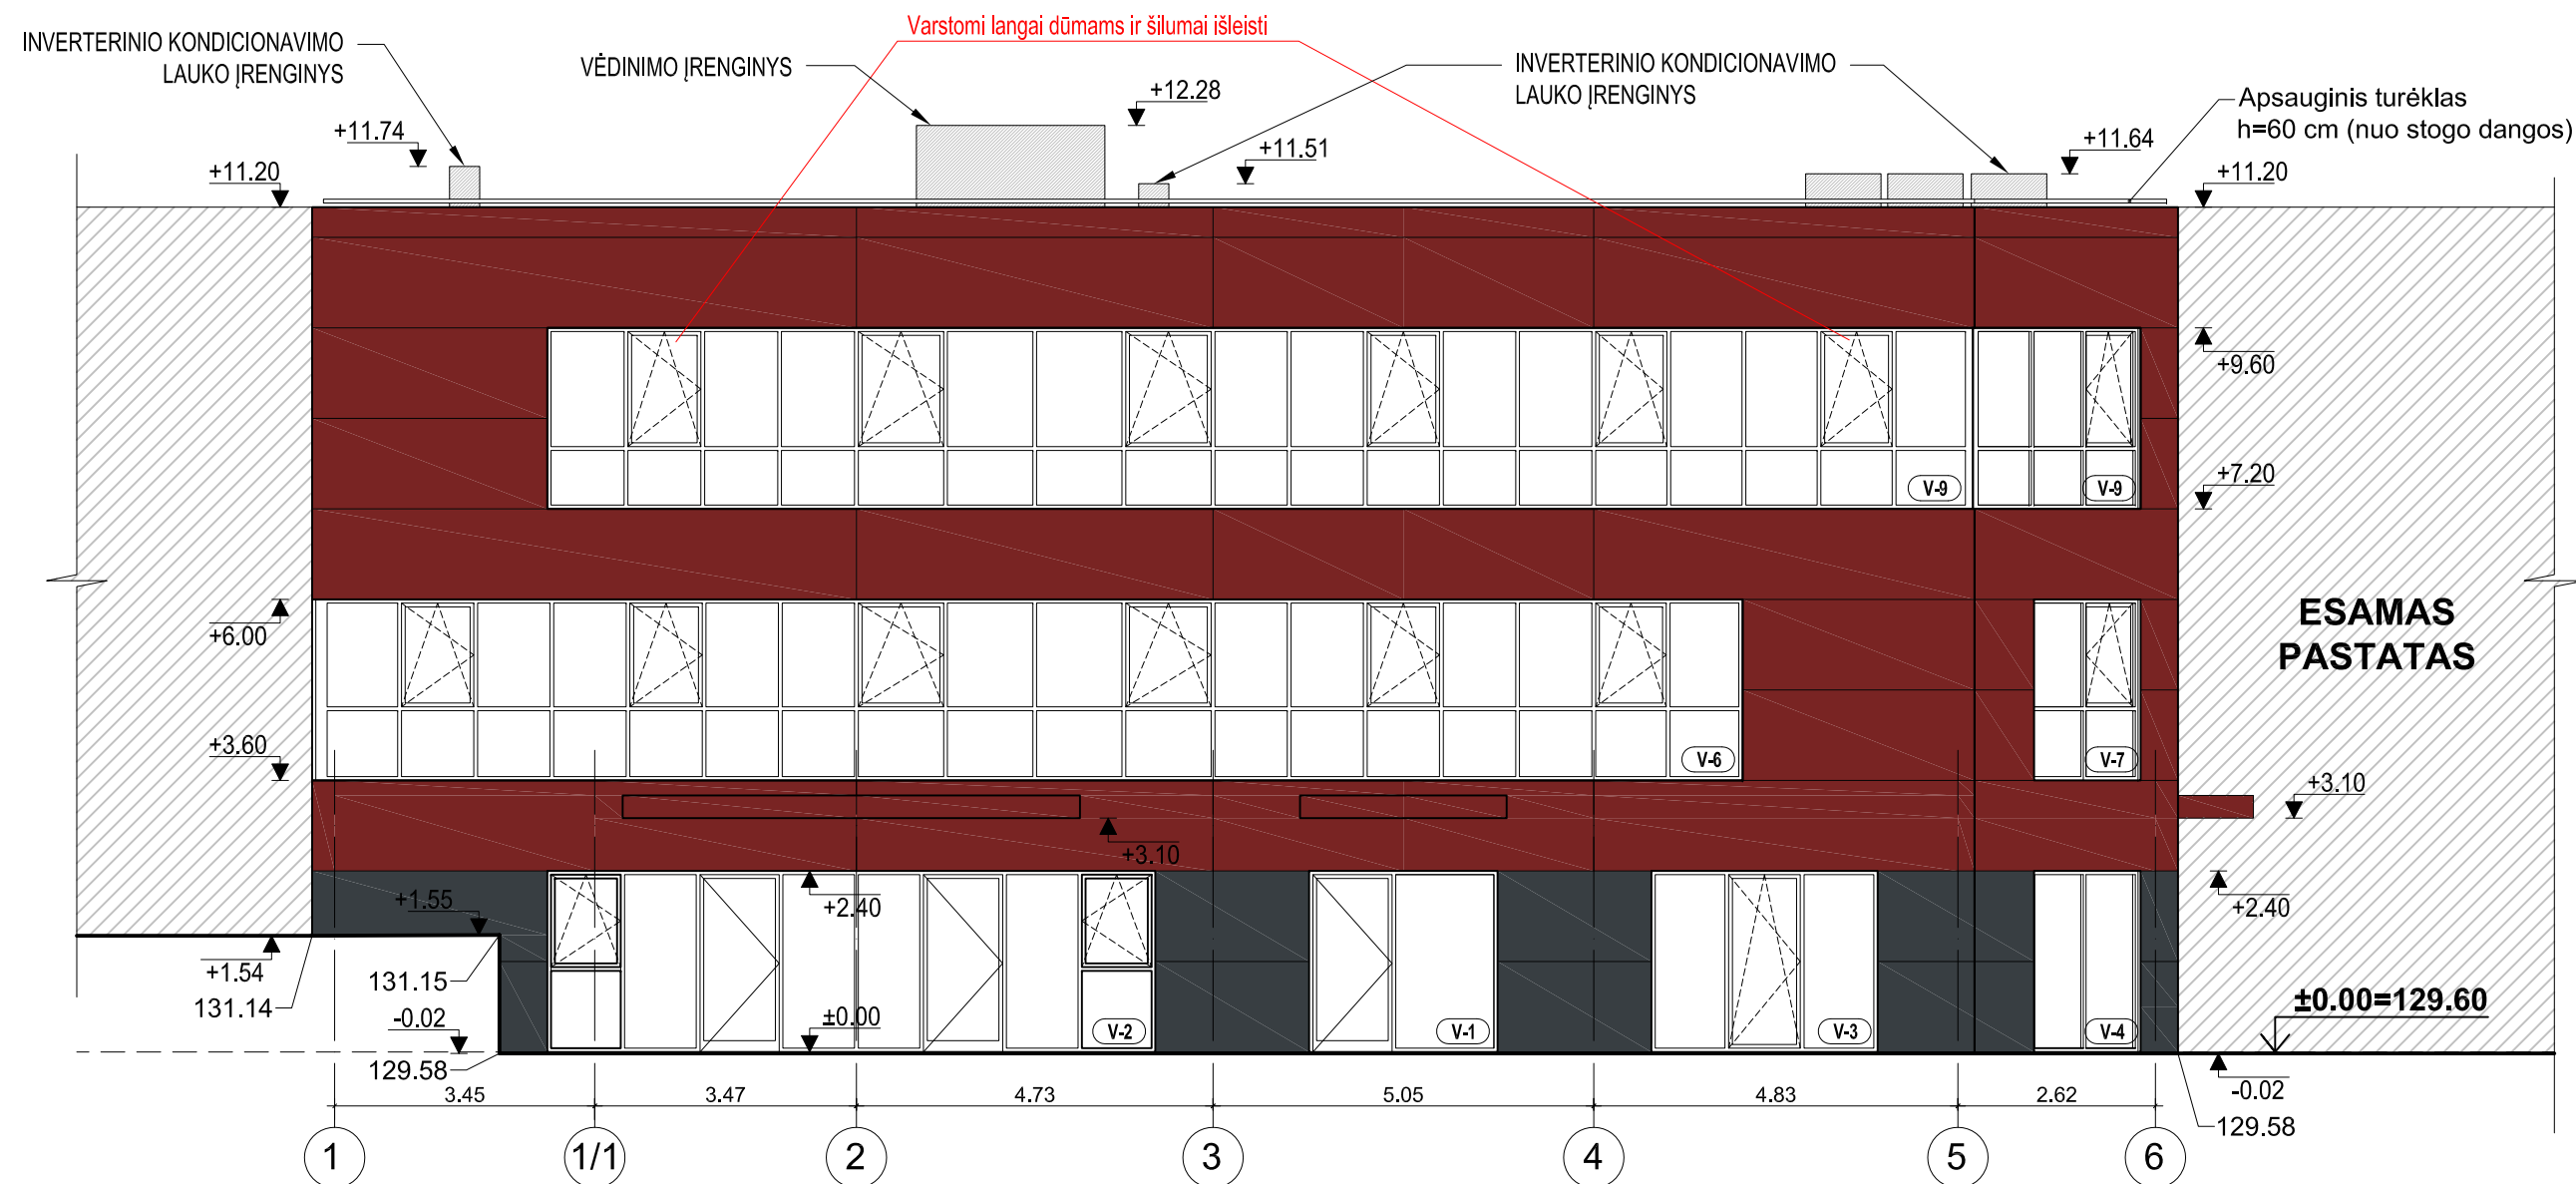 Varstomi langai dūmams ir šilumai išleisti
INVERTERINIO KONDICIONAVIMO
LAUKO ĮRENGINYS
VĖDINIMO ĮRENGINYS
INVERTERINIO KONDICIONAVIMO
LAUKO ĮRENGINYS
Apsauginis turėklas
h=60 cm (nuo stogo dangos)
+12.28
+11.74
+11.51
+11.64
+11.20
+11.20
+9.60
+7.20
V-9
V-9
ESAMAS
PASTATAS
+6.00
+3.60
V-6
V-7
+3.10
+3.10
+1.55
+2.40
+2.40
+1.54
131.14
131.15
-0.02
±0.00
V-2
V-1
V-3
V-4
±0.00=129.60
129.58
-0.02
129.58
3.45
3.47
4.73
5.05
4.83
2.62
1
1/1
2
3
4
5
6